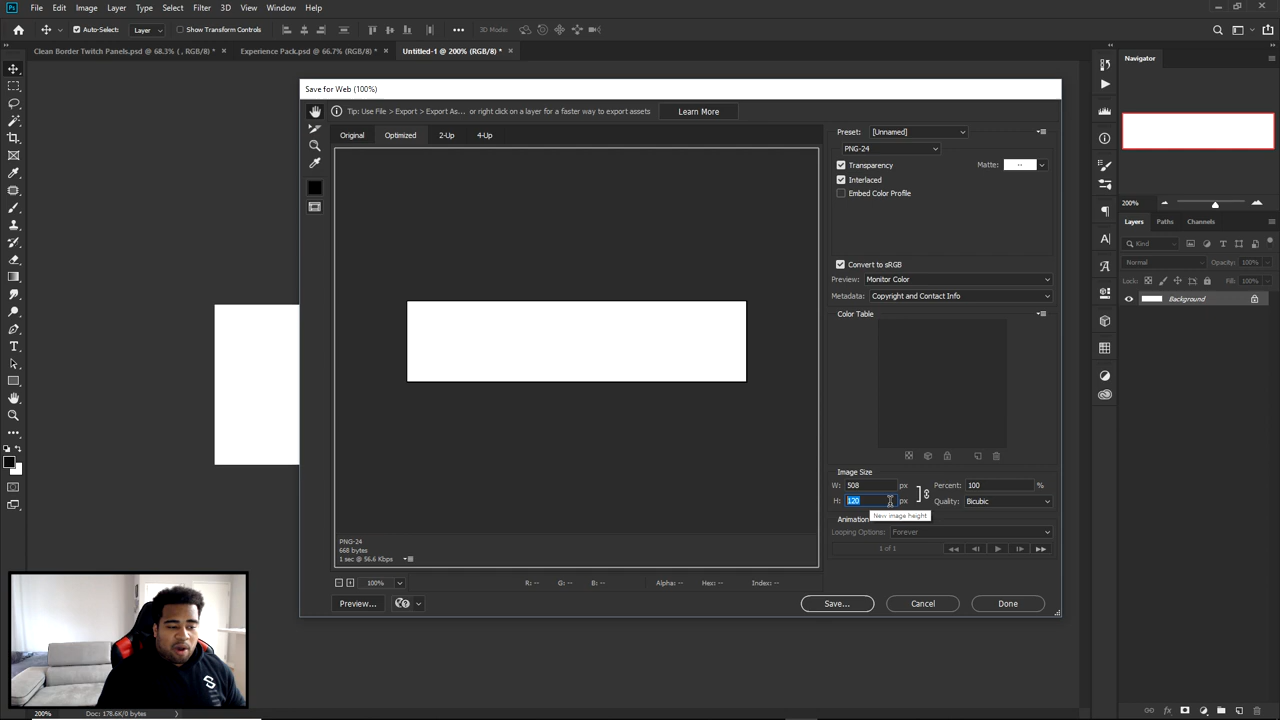 Ps File Edit Image Layer Type Select Filter 3D View Window Help
Auto-Select: Layer Show Transform Controls 3D Mode:
Clean Border Twitch Panels.psd @ 68.3% ( , RGB/8) * × Experience Pack.psd @ 66.7% (RGB/8) * × Untitled-1 @ 200% (RGB/8) * ×
Navigator
Save for Web (100%)
Tip: Use File > Export > Export As... or right click on a layer for a faster way to export assets
Learn More
Original Optimized 2-Up 4-Up
Preset: [Unnamed]
PNG-24
Transparency Matte: --
Interlaced
Embed Color Profile
Convert to sRGB
Preview: Monitor Color
Metadata: Copyright and Contact Info
Color Table
Image Size
W: 508 px Percent: 100 %
H: 120 px Quality: Bicubic
New image height
Animation
Looping Options: Forever
1 of 1
PNG-24
668 bytes
1 sec @ 56.6 Kbps
100% R: -- G: -- B: -- Alpha: -- Hex: -- Index: --
Preview... Save... Cancel Done
200%
Layers Paths Channels
Kind
Normal Opacity: 100%
Lock: Fill: 100%
Background
200% Doc: 178.6K/0 bytes